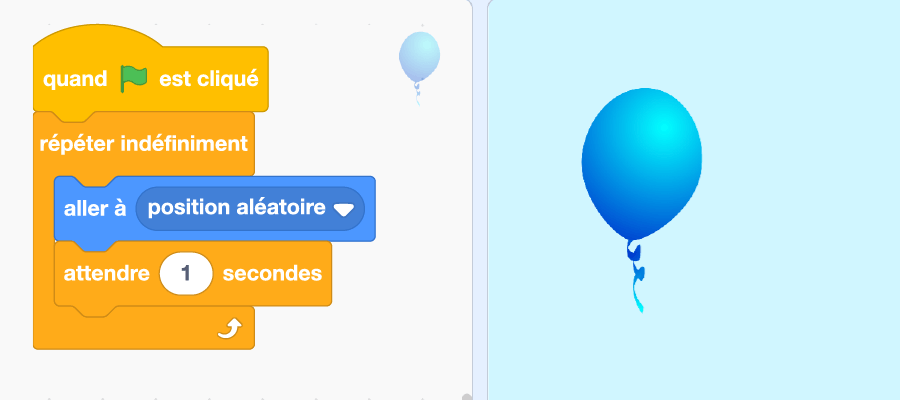 quand est cliqué
répéter indéfiniment
aller à position aléatoire
attendre 1 secondes